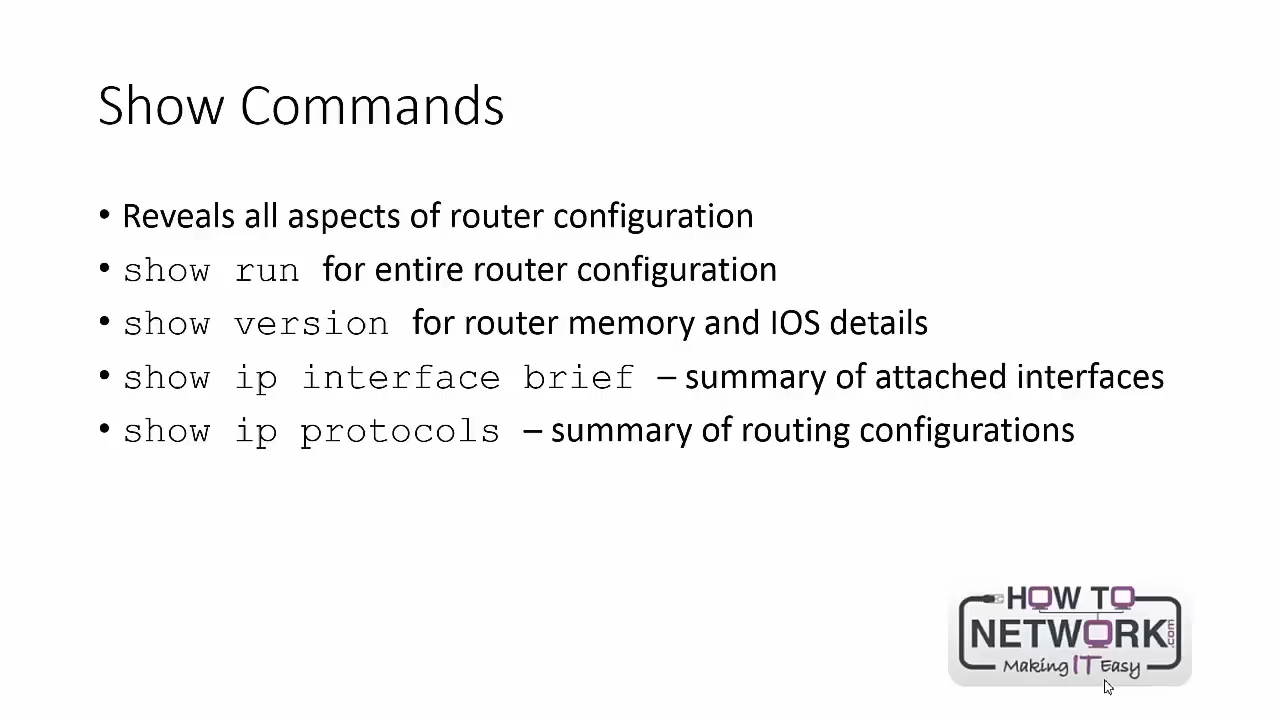 Show Commands
• Reveals all aspects of router configuration
• show run for entire router configuration
• show version for router memory and IOS details
• show ip interface brief – summary of attached interfaces
• show ip protocols – summary of routing configurations
HOW TO
NETWORK.com
Making IT Easy